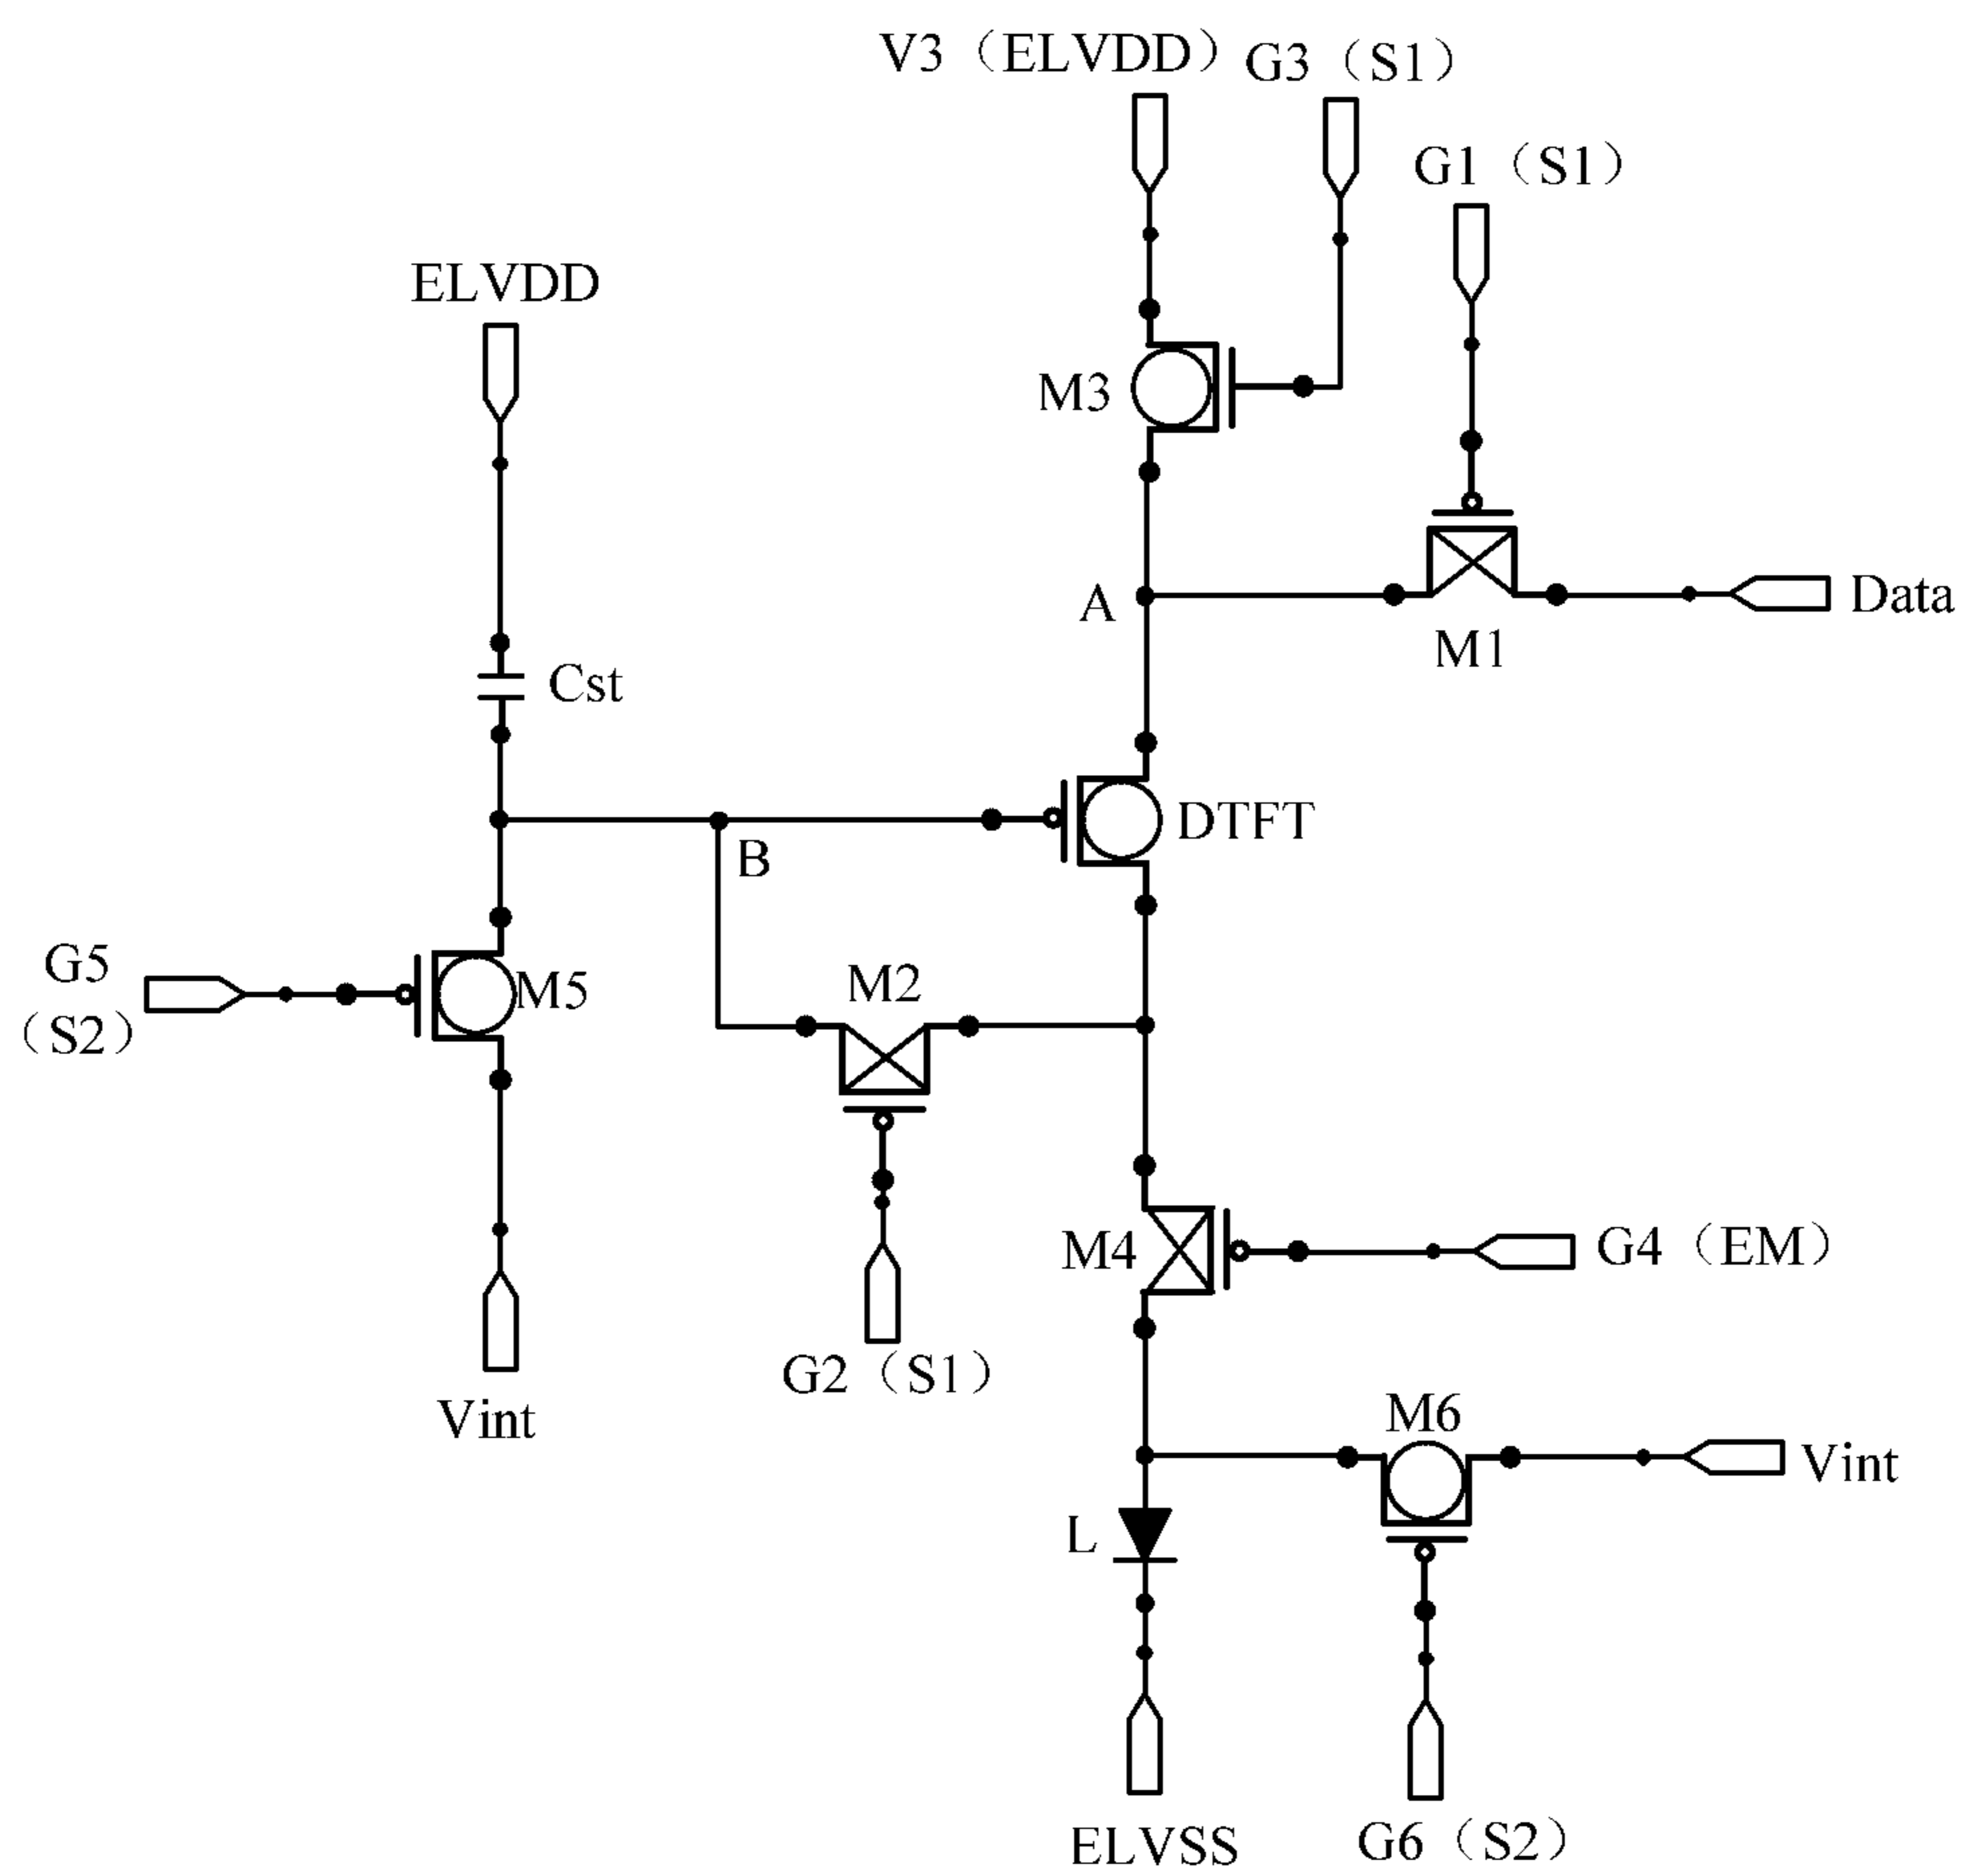 V3（ELVDD）
G3（S1）
G1（S1）
ELVDD
M3
Cst
A
Data
M1
DTFT
B
G5
（S2）
M5
M2
M4
G4（EM）
G2（S1）
Vint
M6
Vint
L
ELVSS
G6（S2）